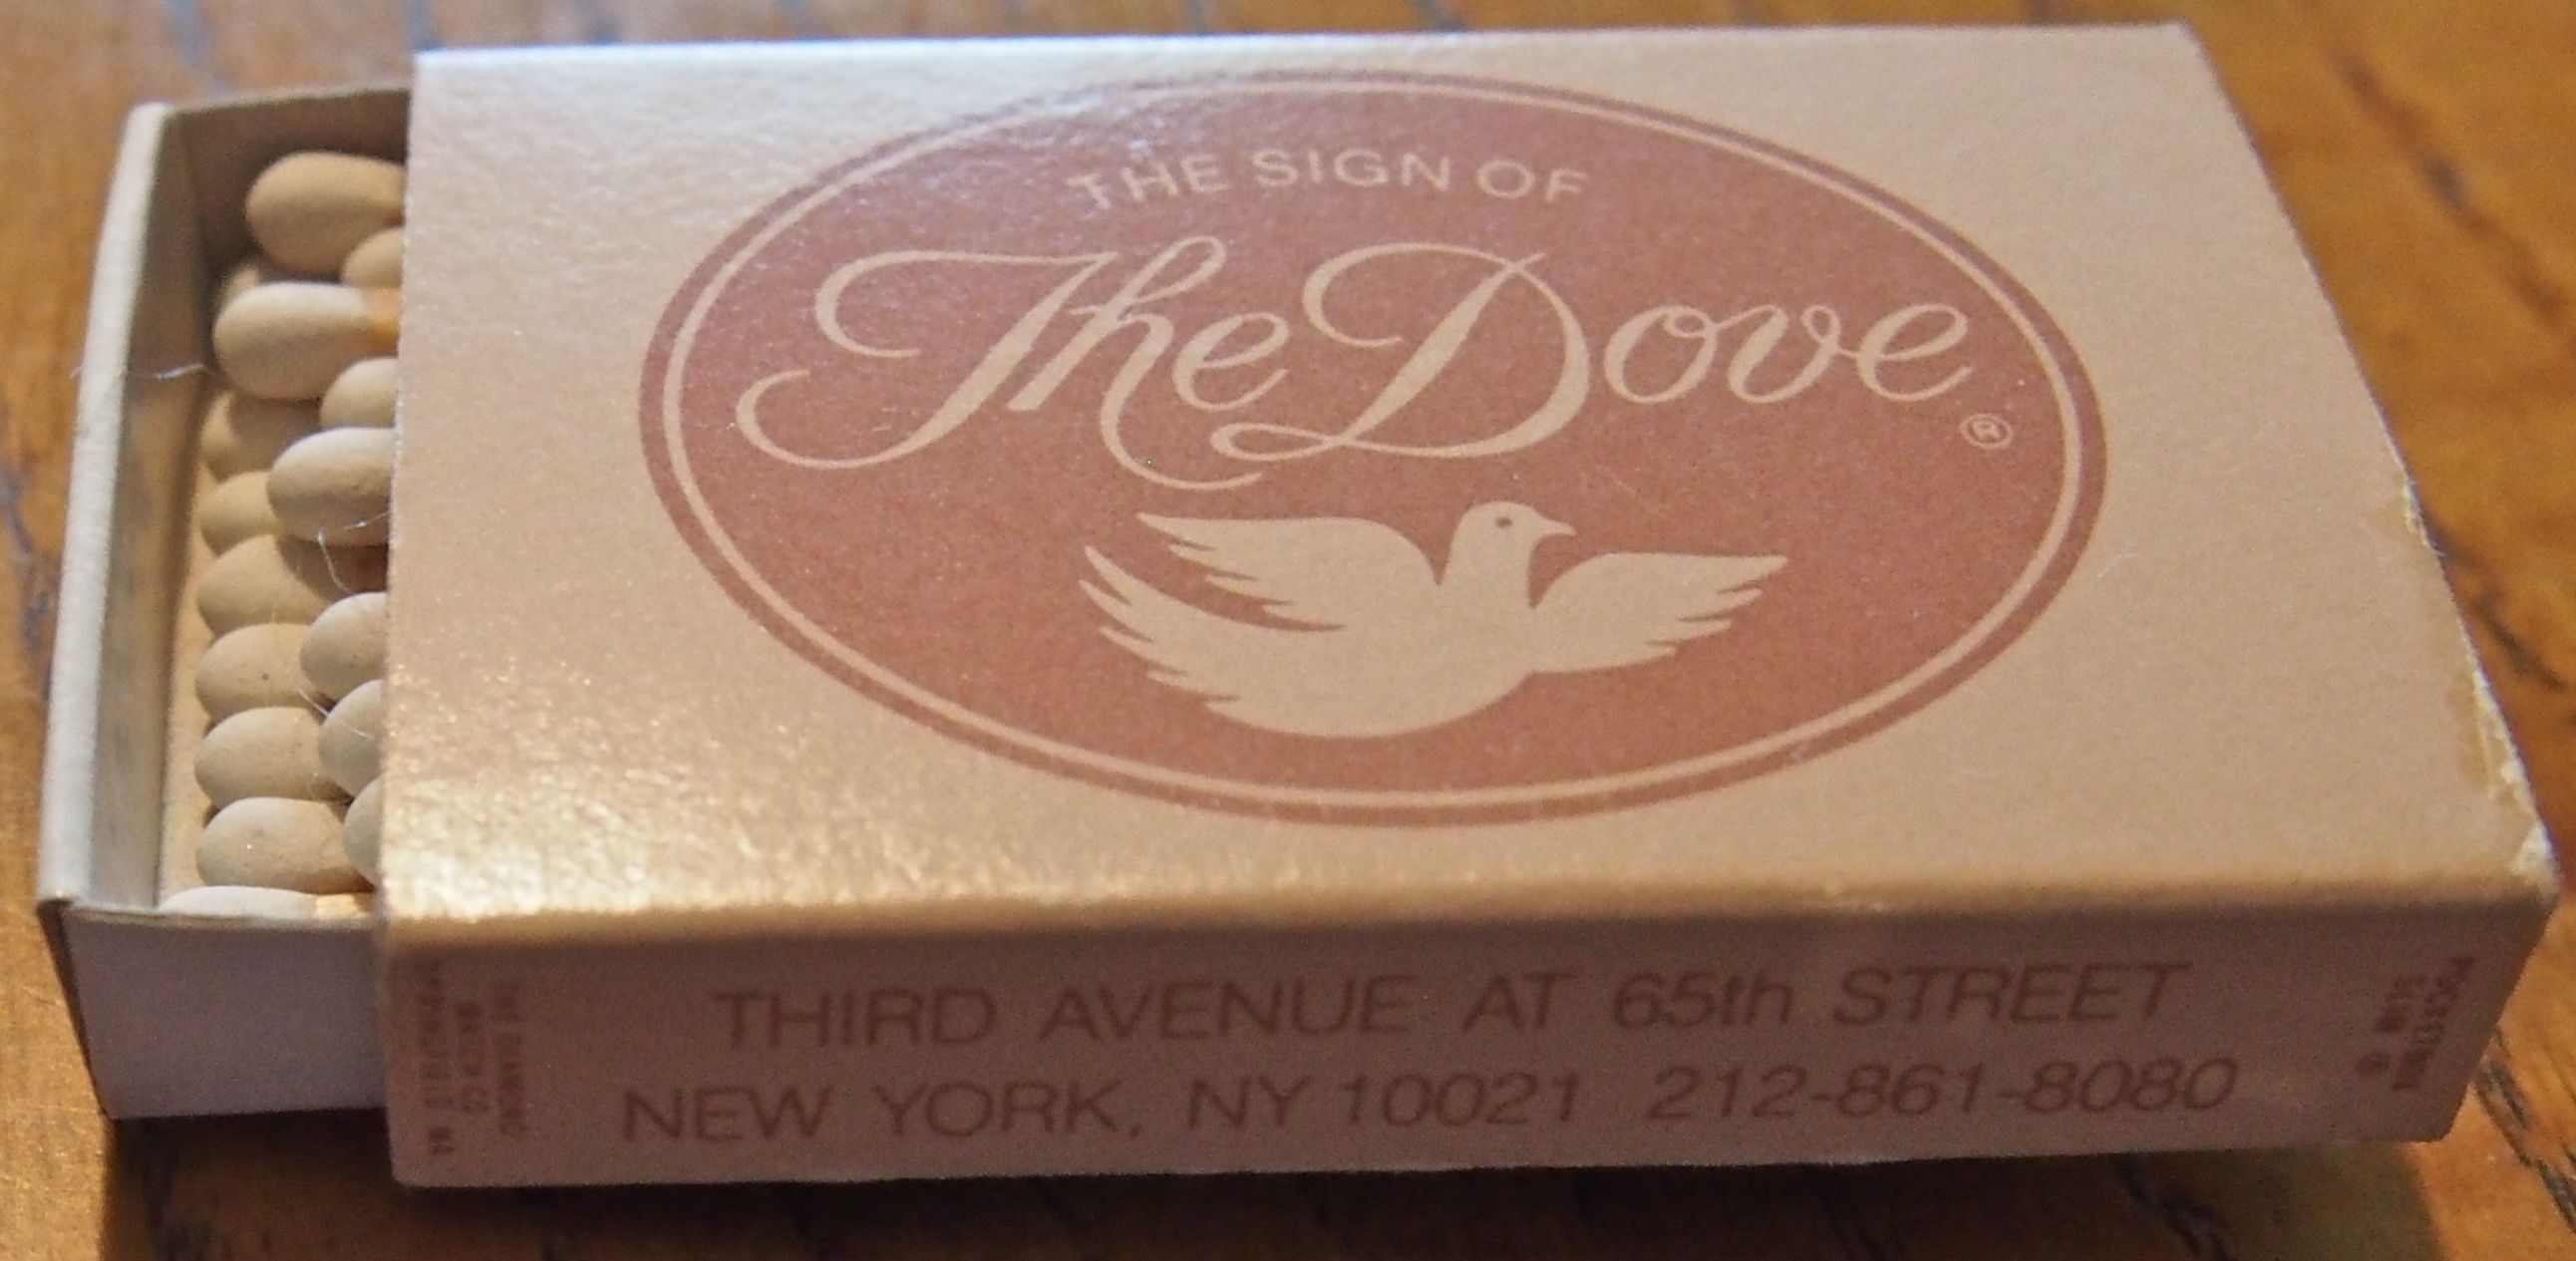 THE SIGN OF
The Dove
®
THIRD AVENUE AT 65th STREET
NEW YORK, NY 10021 212-861-8080